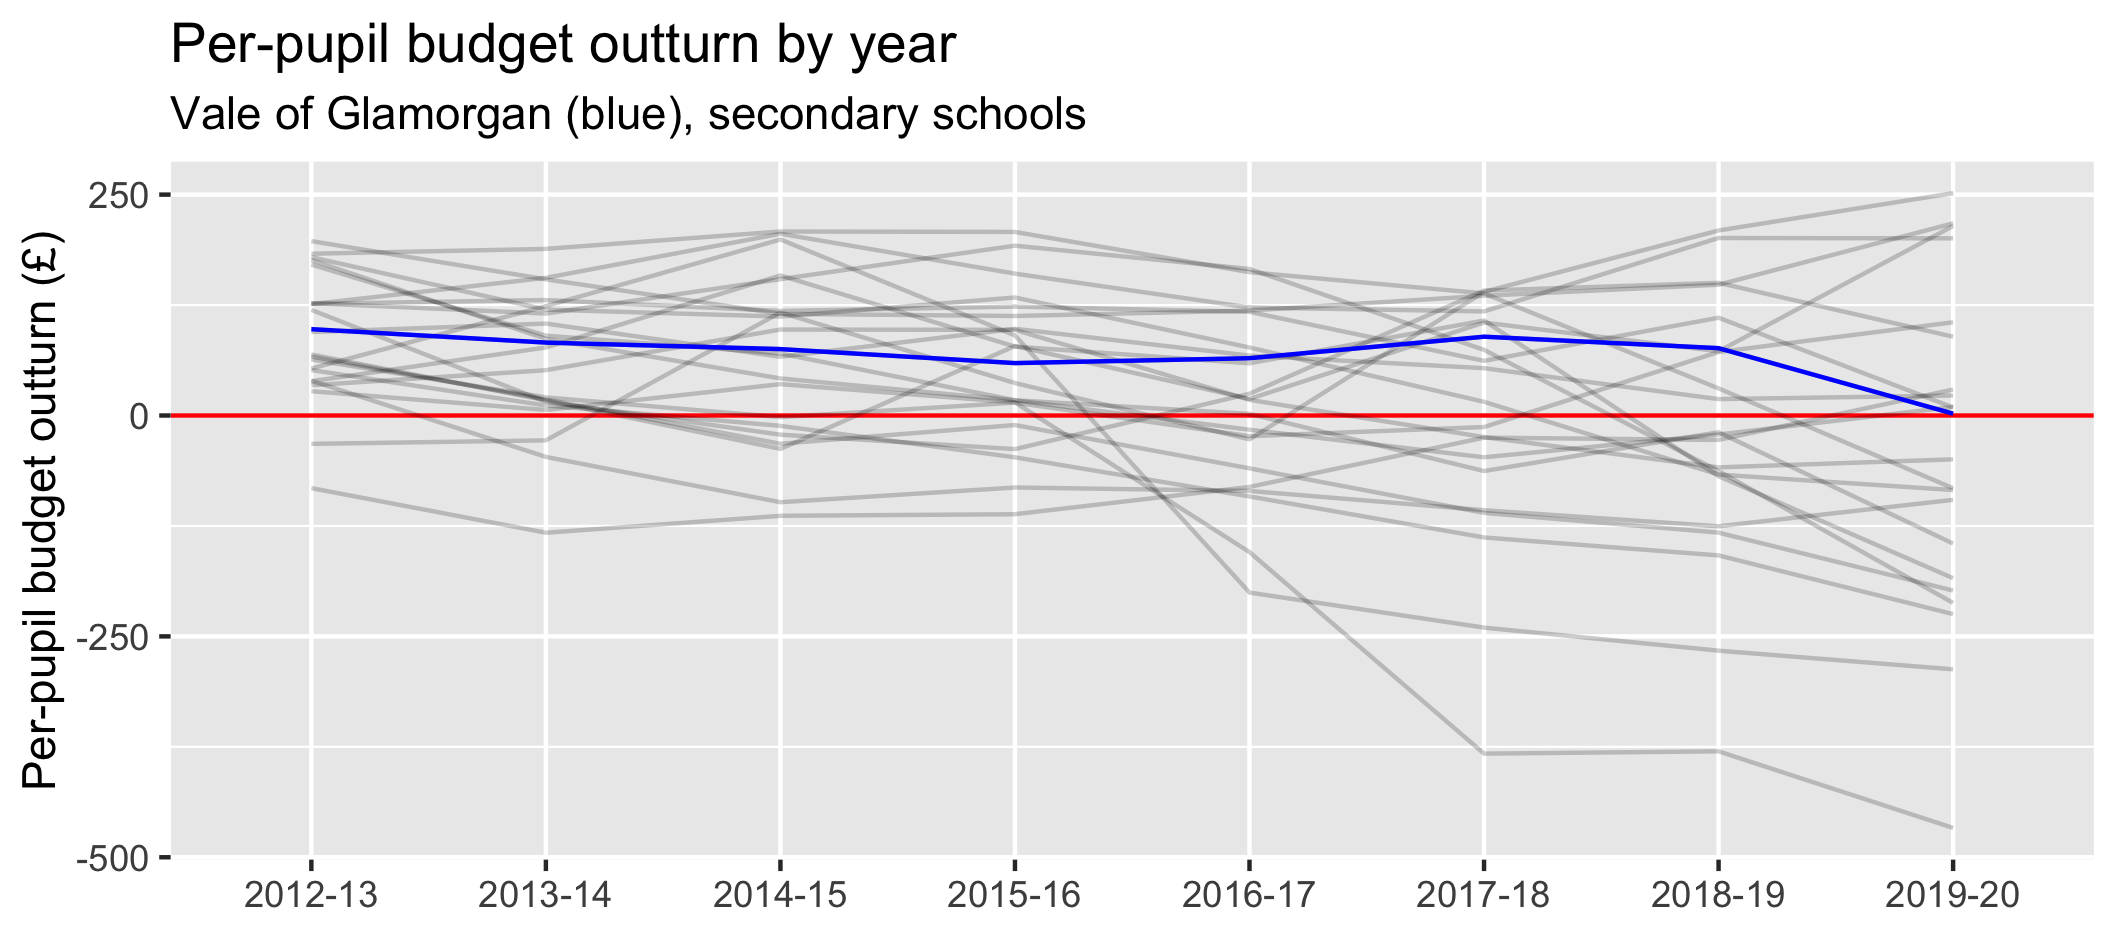 Per-pupil budget outturn by year
Vale of Glamorgan (blue), secondary schools
Per-pupil budget outturn (£)
250
0
-250
-500
2012-13 2013-14 2014-15 2015-16 2016-17 2017-18 2018-19 2019-20